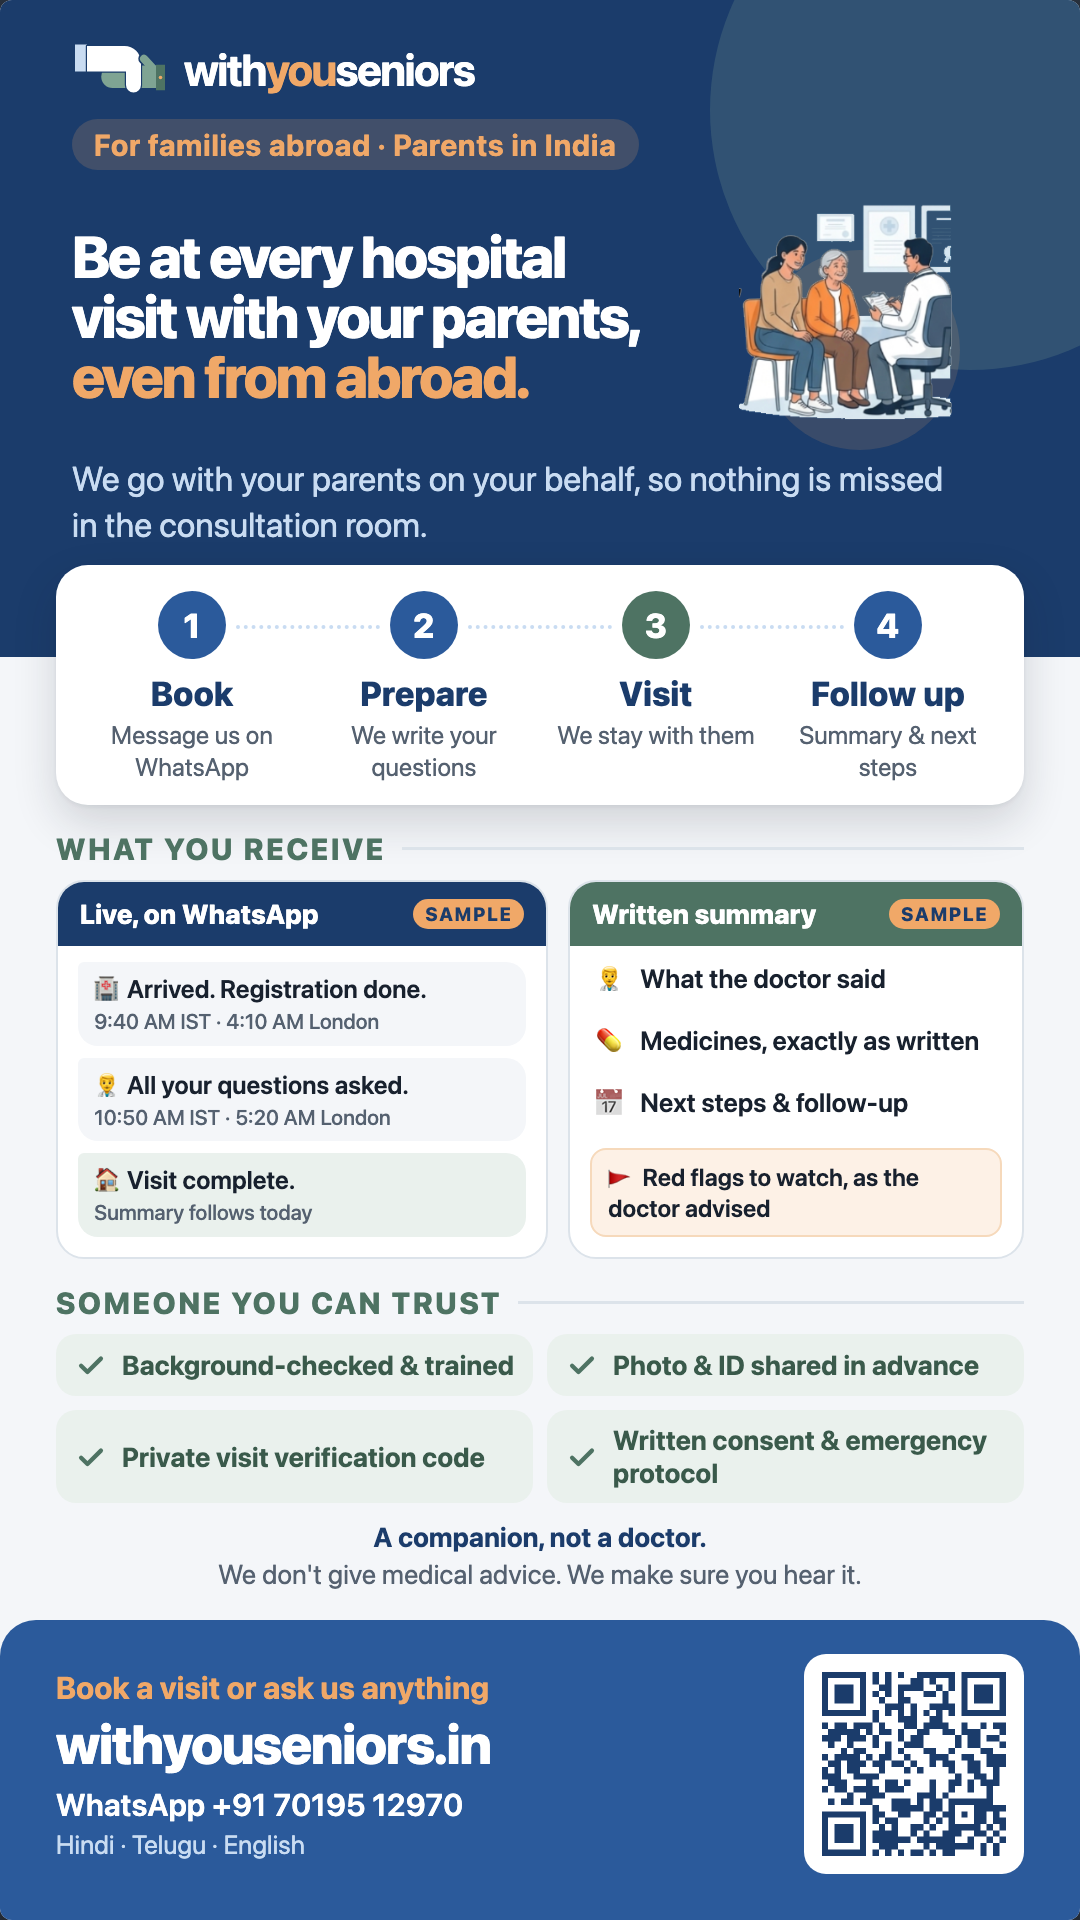 withyouseniors
For families abroad · Parents in India
Be at every hospital
visit with your parents,
even from abroad.
We go with your parents on your behalf, so nothing is missed
in the consultation room.
1
Book
Message us on
WhatsApp
2
Prepare
We write your
questions
3
Visit
We stay with them
4
Follow up
Summary & next
steps
WHAT YOU RECEIVE
Live, on WhatsApp
SAMPLE
Arrived. Registration done.
9:40 AM IST · 4:10 AM London
All your questions asked.
10:50 AM IST · 5:20 AM London
Visit complete.
Summary follows today
Written summary
SAMPLE
What the doctor said
Medicines, exactly as written
17
Next steps & follow-up
Red flags to watch, as the
doctor advised
SOMEONE YOU CAN TRUST
Background-checked & trained
Photo & ID shared in advance
Private visit verification code
Written consent & emergency
protocol
A companion, not a doctor.
We don't give medical advice. We make sure you hear it.
Book a visit or ask us anything
withyouseniors.in
WhatsApp +91 70195 12970
Hindi · Telugu · English